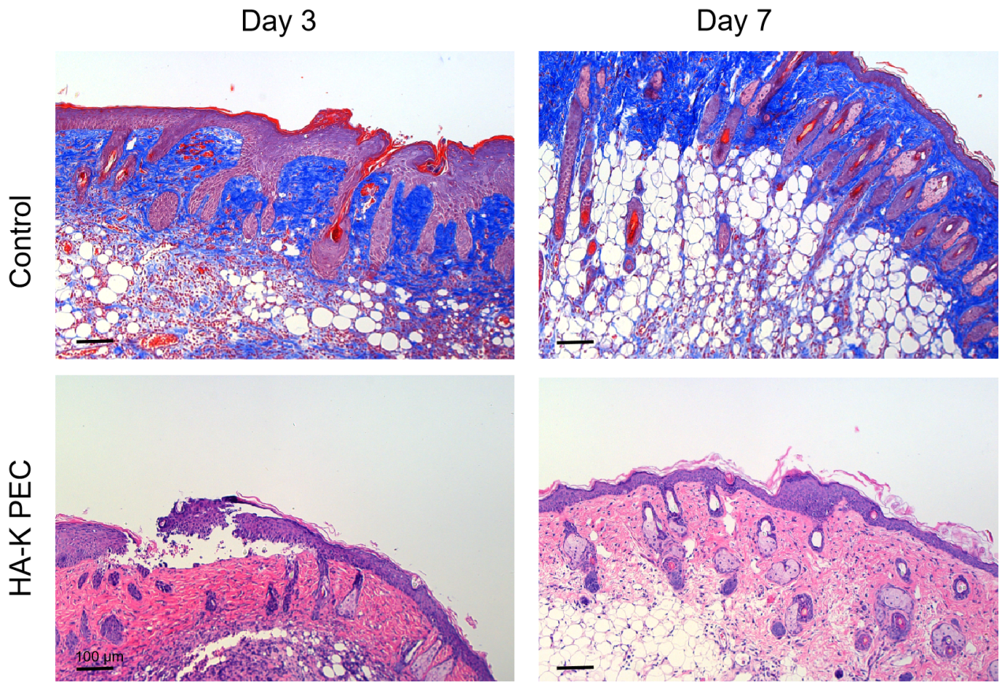 Day 3
Day 7
Control
HA-K PEC
100 µm